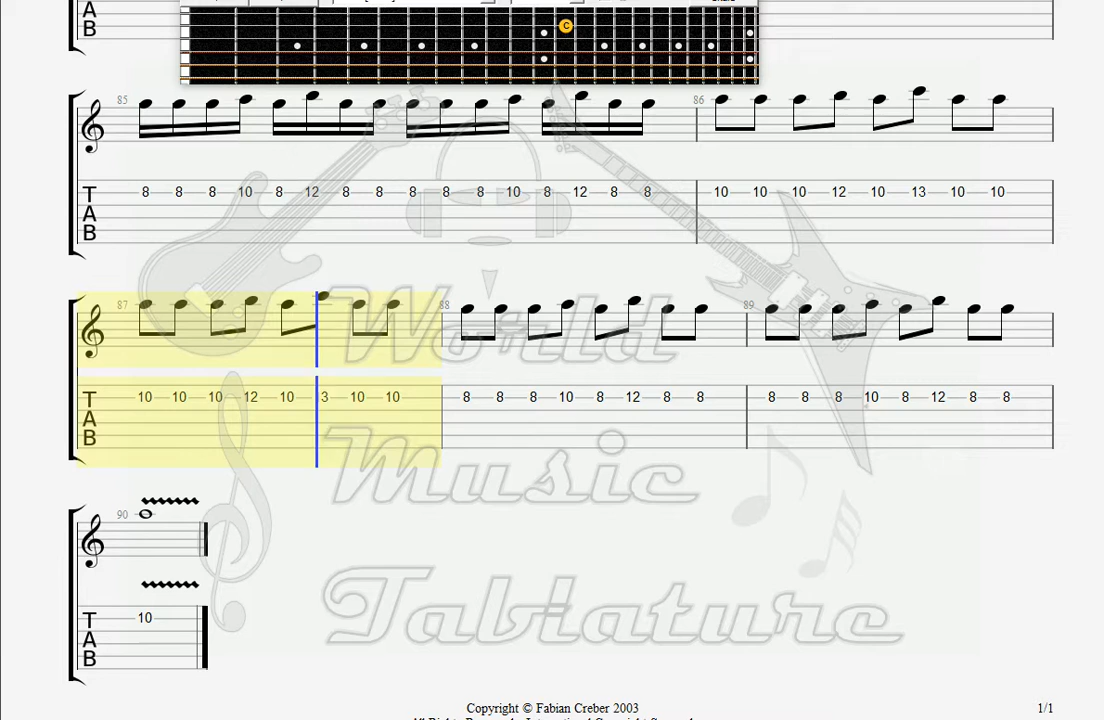 A
B
C
85
86
T
A
B
8 8 8 10 8 12 8 8 8 8 8 10 8 12 8 8 10 10 10 12 10 13 10 10
87
88
89
T
A
B
10 10 10 12 10 3 10 10 8 8 8 10 8 12 8 8 8 8 8 10 8 12 8 8
World
Music
Tablature
90
T
A
B
10
Copyright © Fabian Creber 2003
1/1